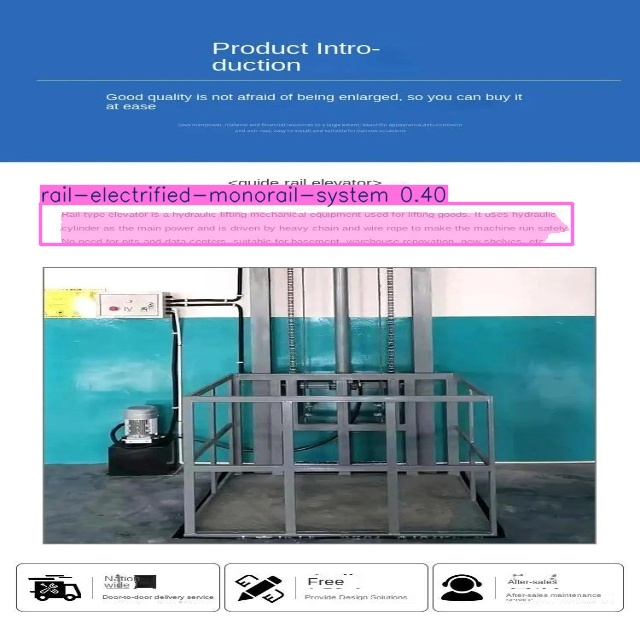 Product Intro-
duction
Good quality is not afraid of being enlarged, so you can buy it
at ease
<guide rail elevator>
rail-electrified-monorail-system 0.40
Rail type elevator is a hydraulic lifting mechanical equipment used for lifting goods. It uses hydraulic
cylinder as the main power and is driven by heavy chain and wire rope to make the machine run safely.
No need for pits and data centers, suitable for basement, warehouse renovation, new shelves, etc
wide
Door-to-door delivery service
Free
Provide Design Solutions
After-sales
After-sales maintenance